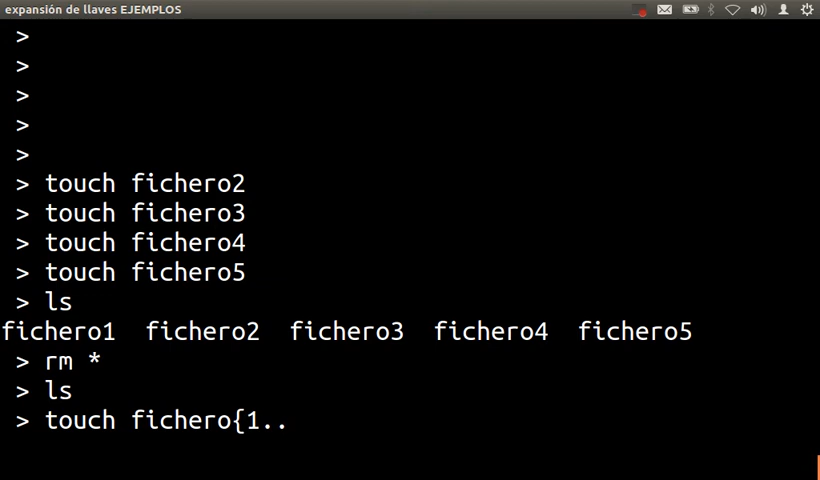 expansión de llaves EJEMPLOS
>
>
>
>
>
> touch fichero2
> touch fichero3
> touch fichero4
> touch fichero5
> ls
fichero1 fichero2 fichero3 fichero4 fichero5
> rm *
> ls
> touch fichero{1..